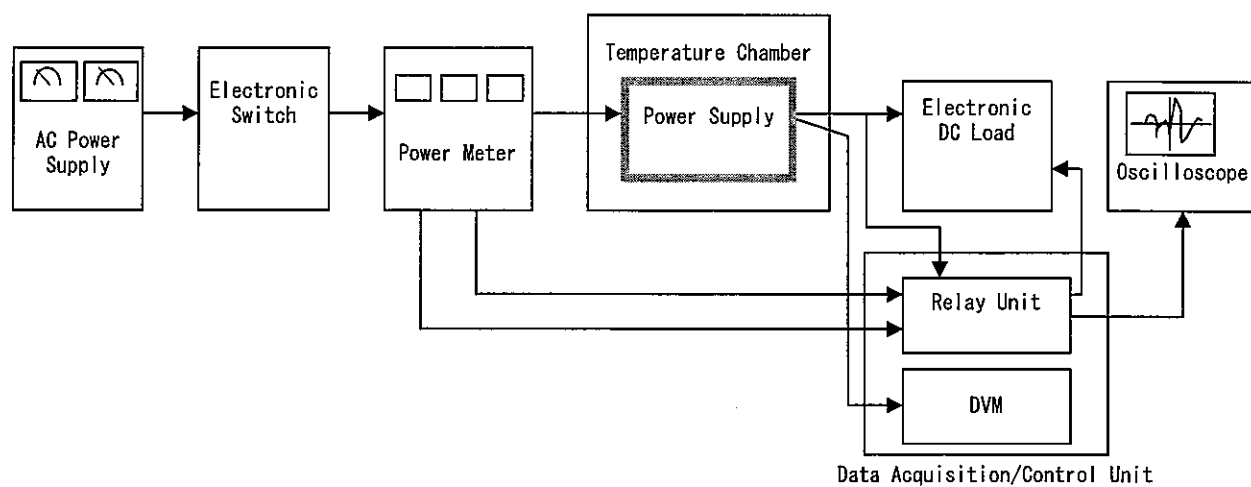 AC Power
Supply
Electronic
Switch
Power Meter
Temperature Chamber
Power Supply
Electronic
DC Load
Oscilloscope
Relay Unit
DVM
Data Acquisition/Control Unit